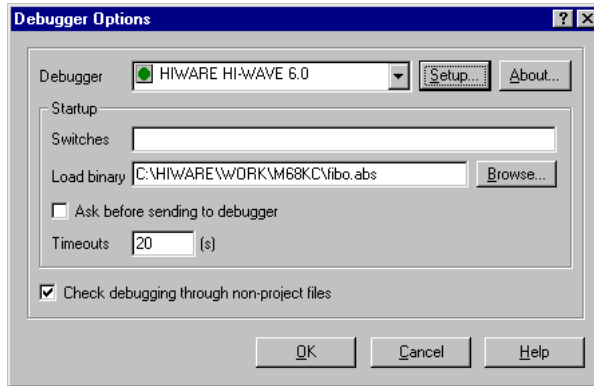 Debugger Options
Debugger HIWARE HI-WAVE 6.0 Setup... About...
Startup
Switches
Load binary C:\HIWARE\WORK\M68KC\fibo.abs Browse...
Ask before sending to debugger
Timeouts 20 (s)
Check debugging through non-project files
OK Cancel Help